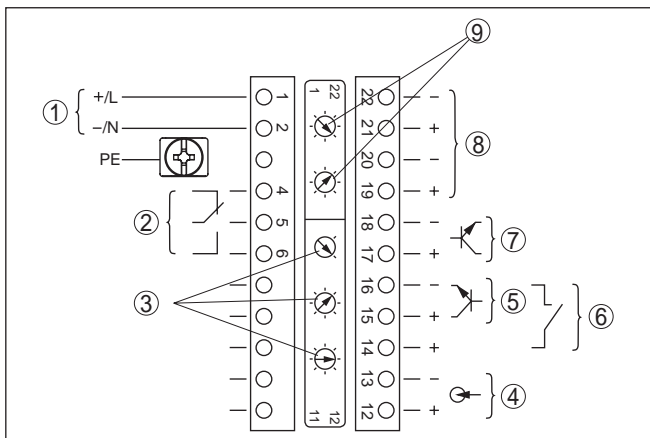 ⑨
① +/L 1 1 22 22 −
−/N 2 21 + ⑧
PE 20 −
4 19 +
② 5 18 − ⑦
6 17 +
③ 16 − ⑤ ⑥
15 +
14 +
13 − ④
11 12 12 +